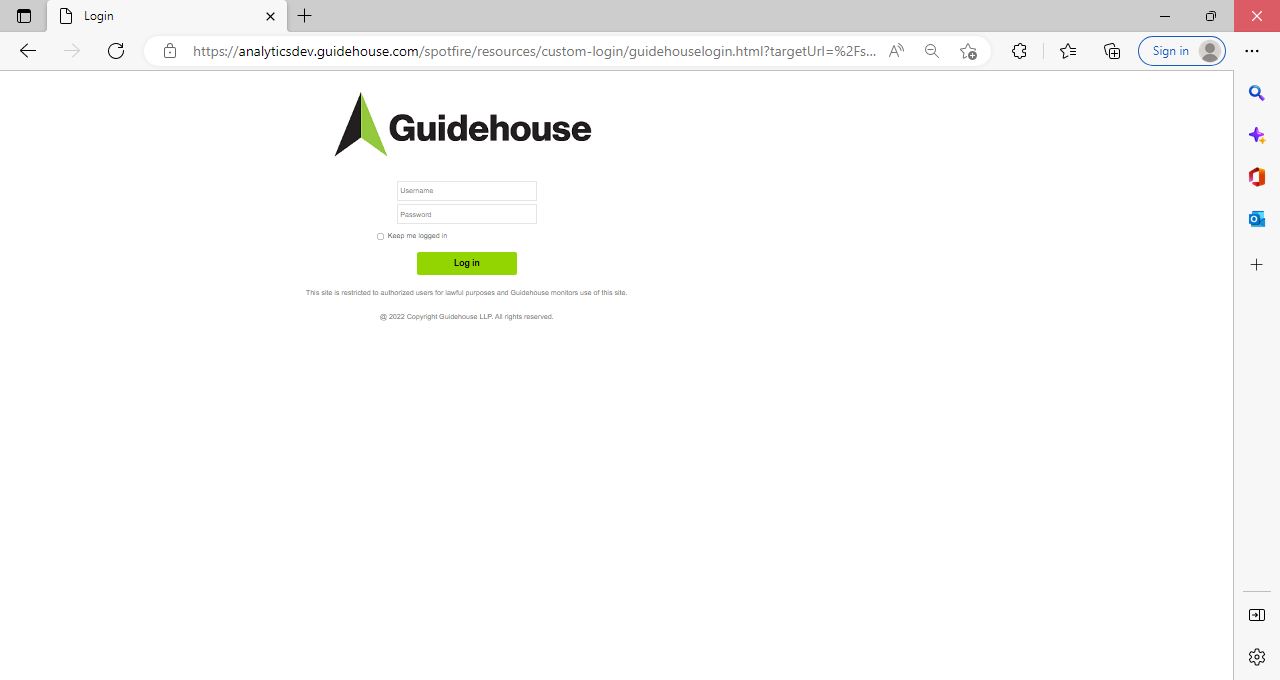 Login
https://analyticsdev.guidehouse.com/spotfire/resources/custom-login/guidehouselogin.html?targetUrl=%2Fs...
Sign in
Guidehouse
Username
Password
Keep me logged in
Log in
This site is restricted to authorized users for lawful purposes and Guidehouse monitors use of this site.
@ 2022 Copyright Guidehouse LLP. All rights reserved.